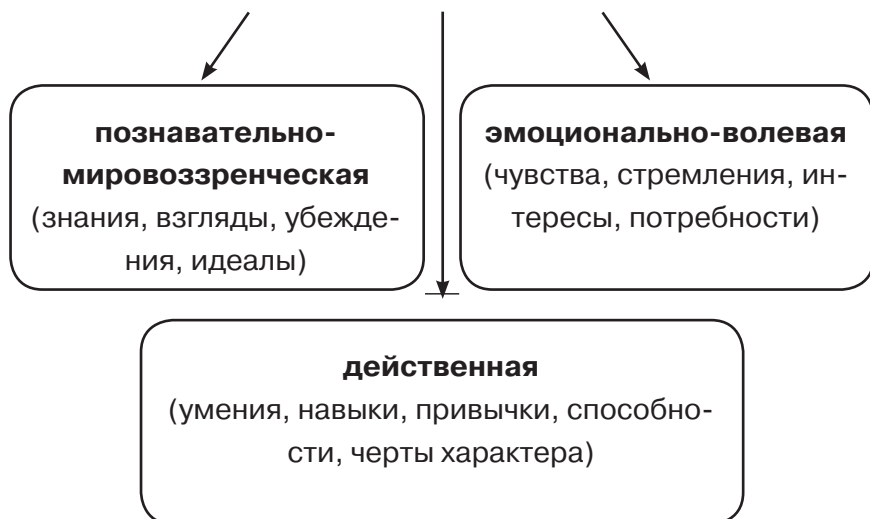 познавательно-
мировоззренческая
(знания, взгляды, убежде-
ния, идеалы)
эмоционально-волевая
(чувства, стремления, ин-
тересы, потребности)
действенная
(умения, навыки, привычки, способно-
сти, черты характера)